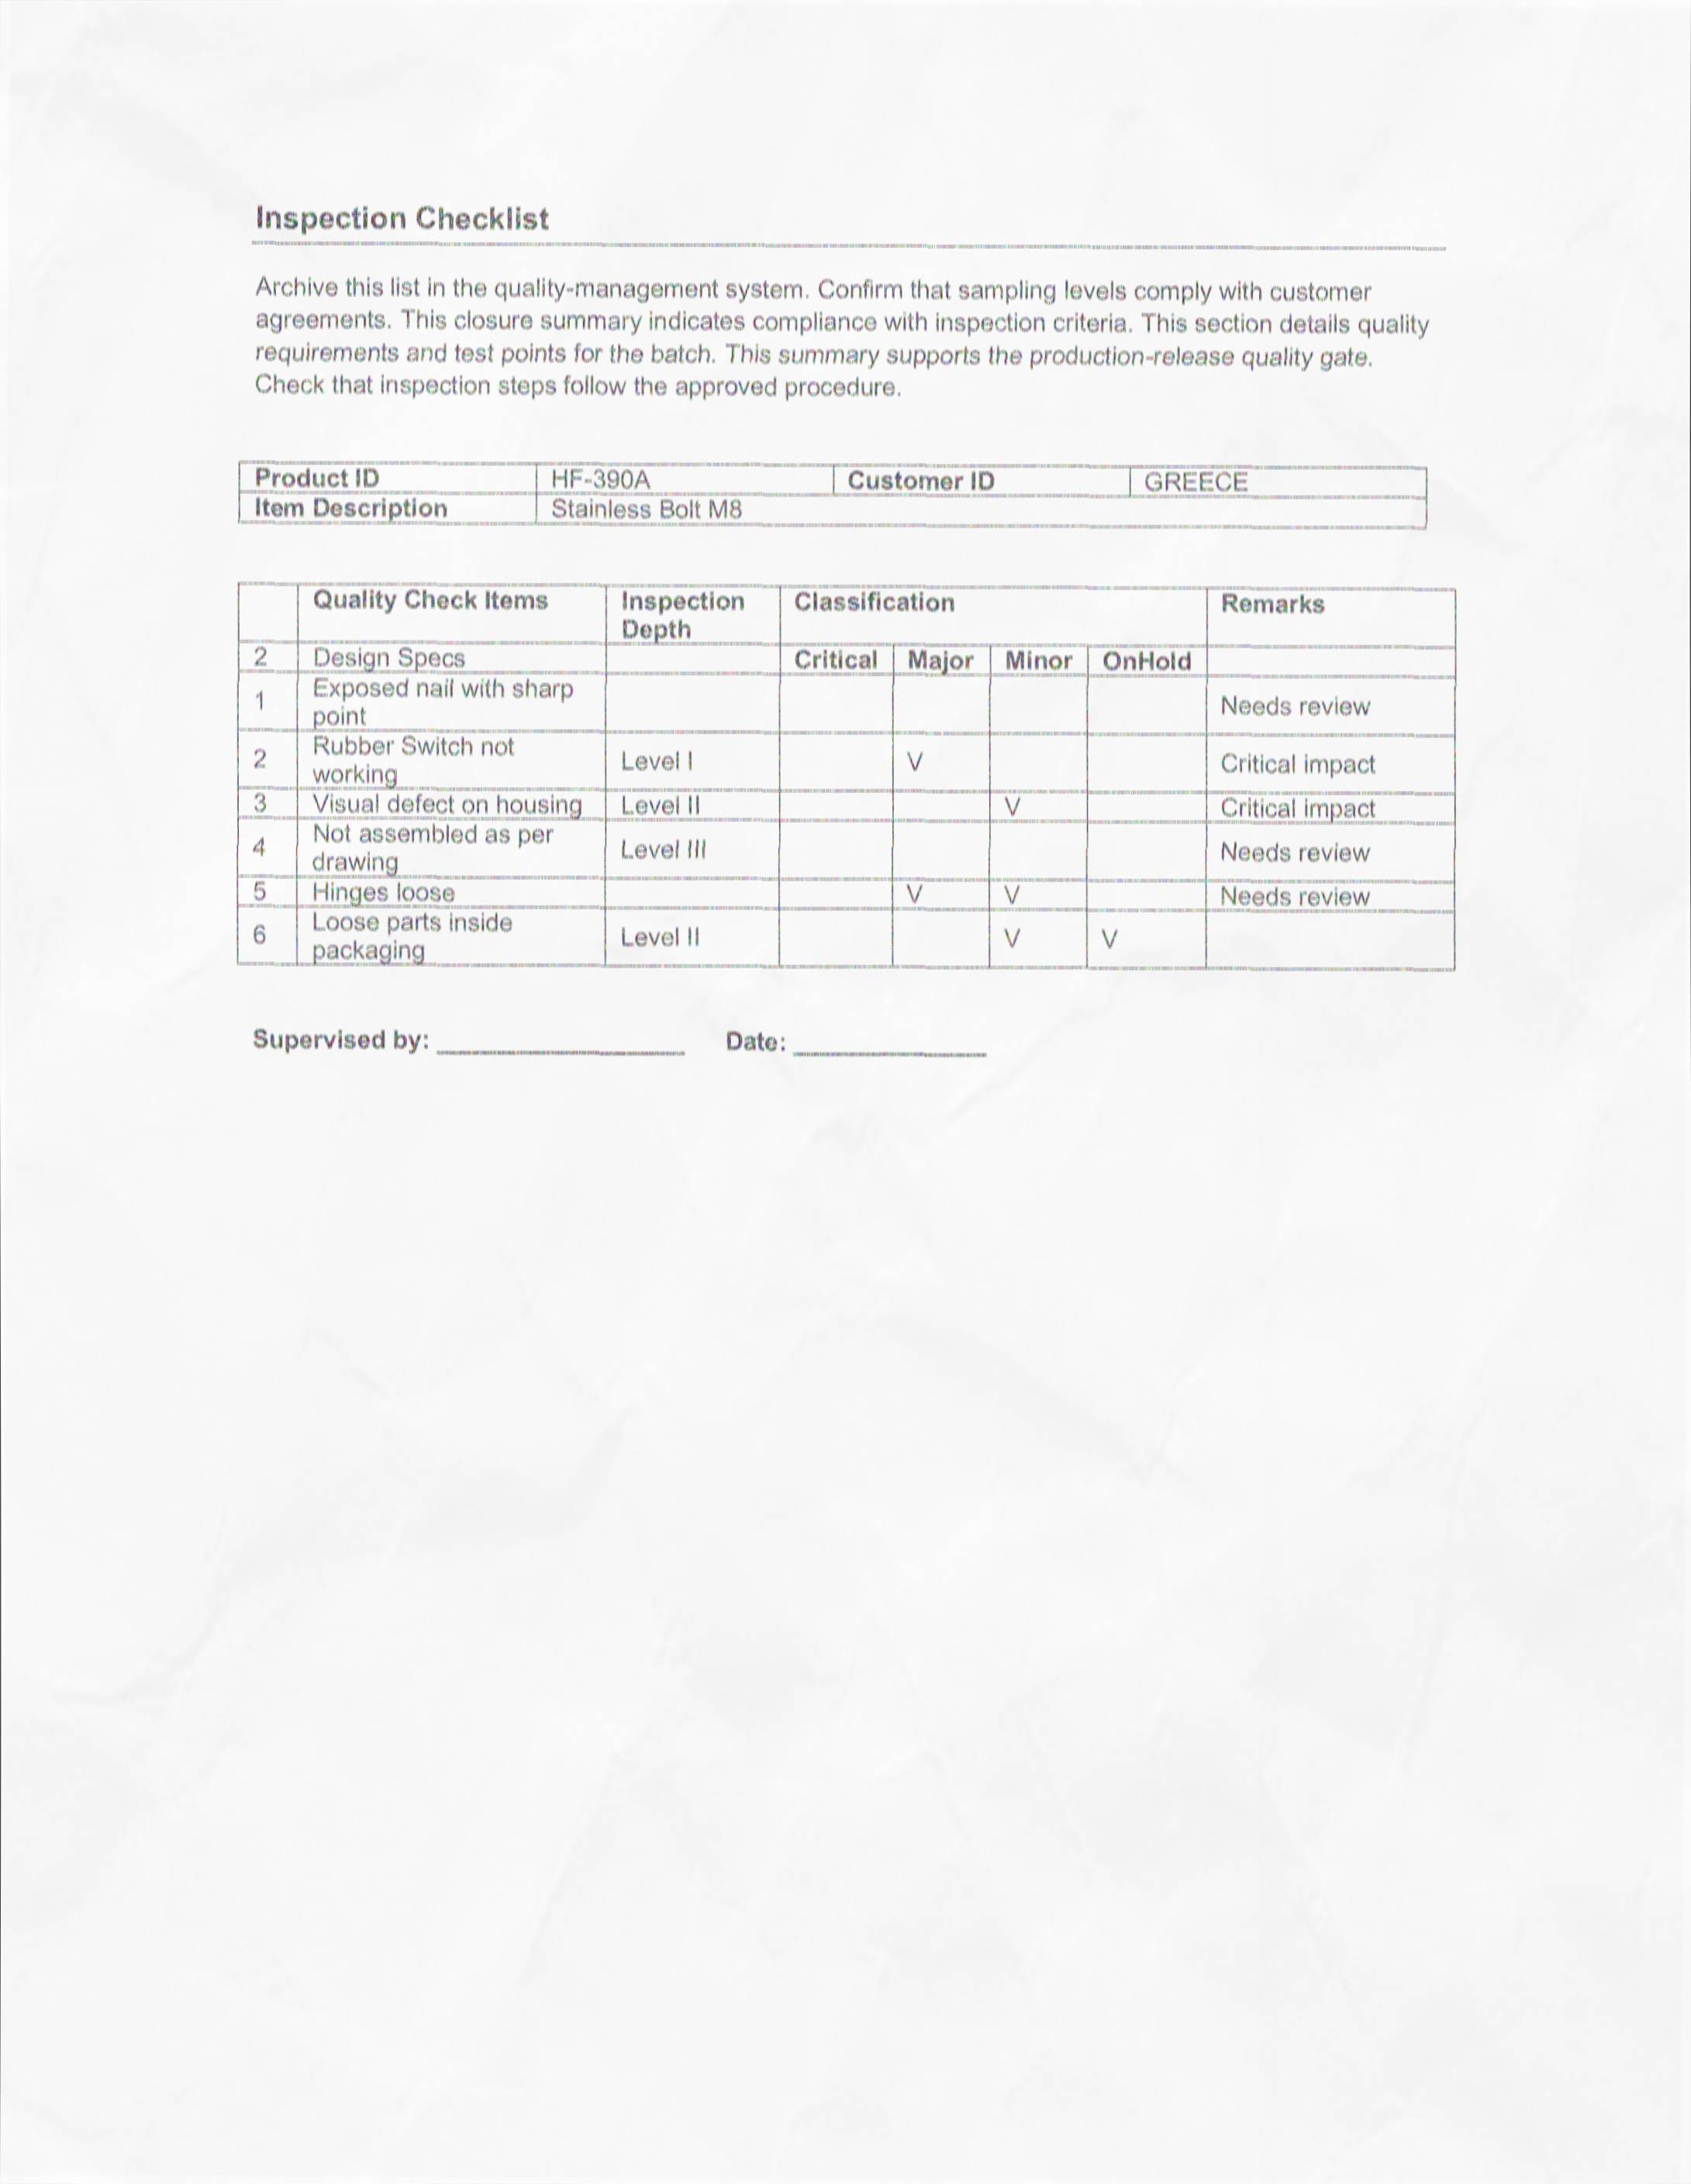 Inspection Checklist
Archive this list in the quality-management system. Confirm that sampling levels comply with customer
agreements. This closure summary indicates compliance with inspection criteria. This section details quality
requirements and test points for the batch. This summary supports the production-release quality gate.
Check that inspection steps follow the approved procedure.
Product ID HF-390A Customer ID GREECE
Item Description Stainless Bolt M8
Quality Check Items Inspection Depth Classification Remarks
2 Design Specs Critical Major Minor OnHold
1 Exposed nail with sharp point Needs review
2 Rubber Switch not working Level I V Critical impact
3 Visual defect on housing Level II V Critical impact
4 Not assembled as per drawing Level III Needs review
5 Hinges loose V V Needs review
6 Loose parts inside packaging Level II V V
Supervised by: Date: